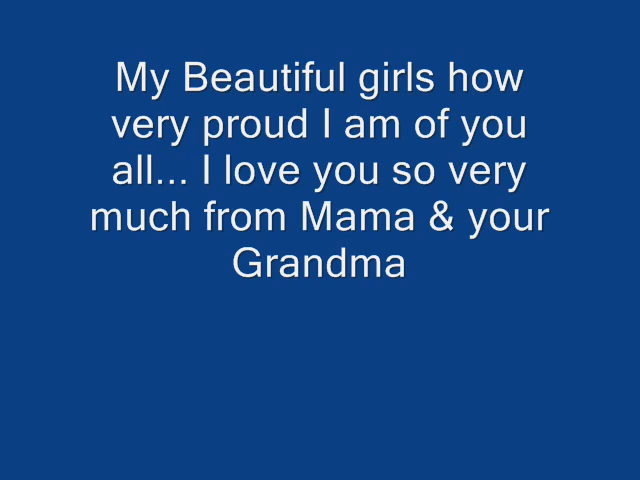 My Beautiful girls how
very proud I am of you
all... I love you so very
much from Mama & your
Grandma